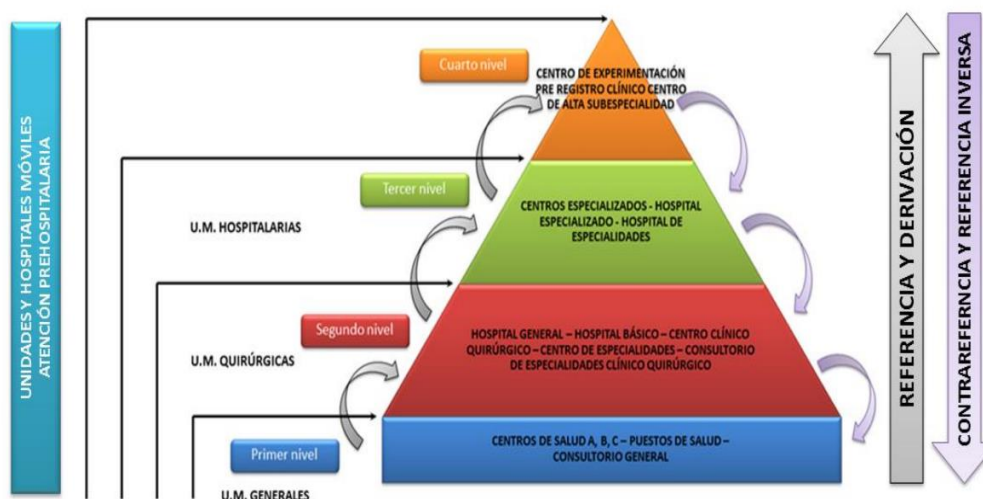 UNIDADES Y HOSPITALES MÓVILES
ATENCIÓN PREHOSPITALARIA
Cuarto nivel
CENTRO DE EXPERIMENTACIÓN
PRE REGISTRO CLÍNICO CENTRO
DE ALTA SUBESPECIALIDAD
Tercer nivel
CENTROS ESPECIALIZADOS - HOSPITAL
ESPECIALIZADO - HOSPITAL DE
ESPECIALIDADES
U.M. HOSPITALARIAS
Segundo nivel
HOSPITAL GENERAL – HOSPITAL BÁSICO – CENTRO CLÍNICO
QUIRÚRGICO – CENTRO DE ESPECIALIDADES – CONSULTORIO
DE ESPECIALIDADES CLÍNICO QUIRÚRGICO
U.M. QUIRÚRGICAS
Primer nivel
CENTROS DE SALUD A, B, C – PUESTOS DE SALUD –
CONSULTORIO GENERAL
U.M. GENERALES
REFERENCIA Y DERIVACIÓN
CONTRAREFERNCIA Y REFERENCIA INVERSA